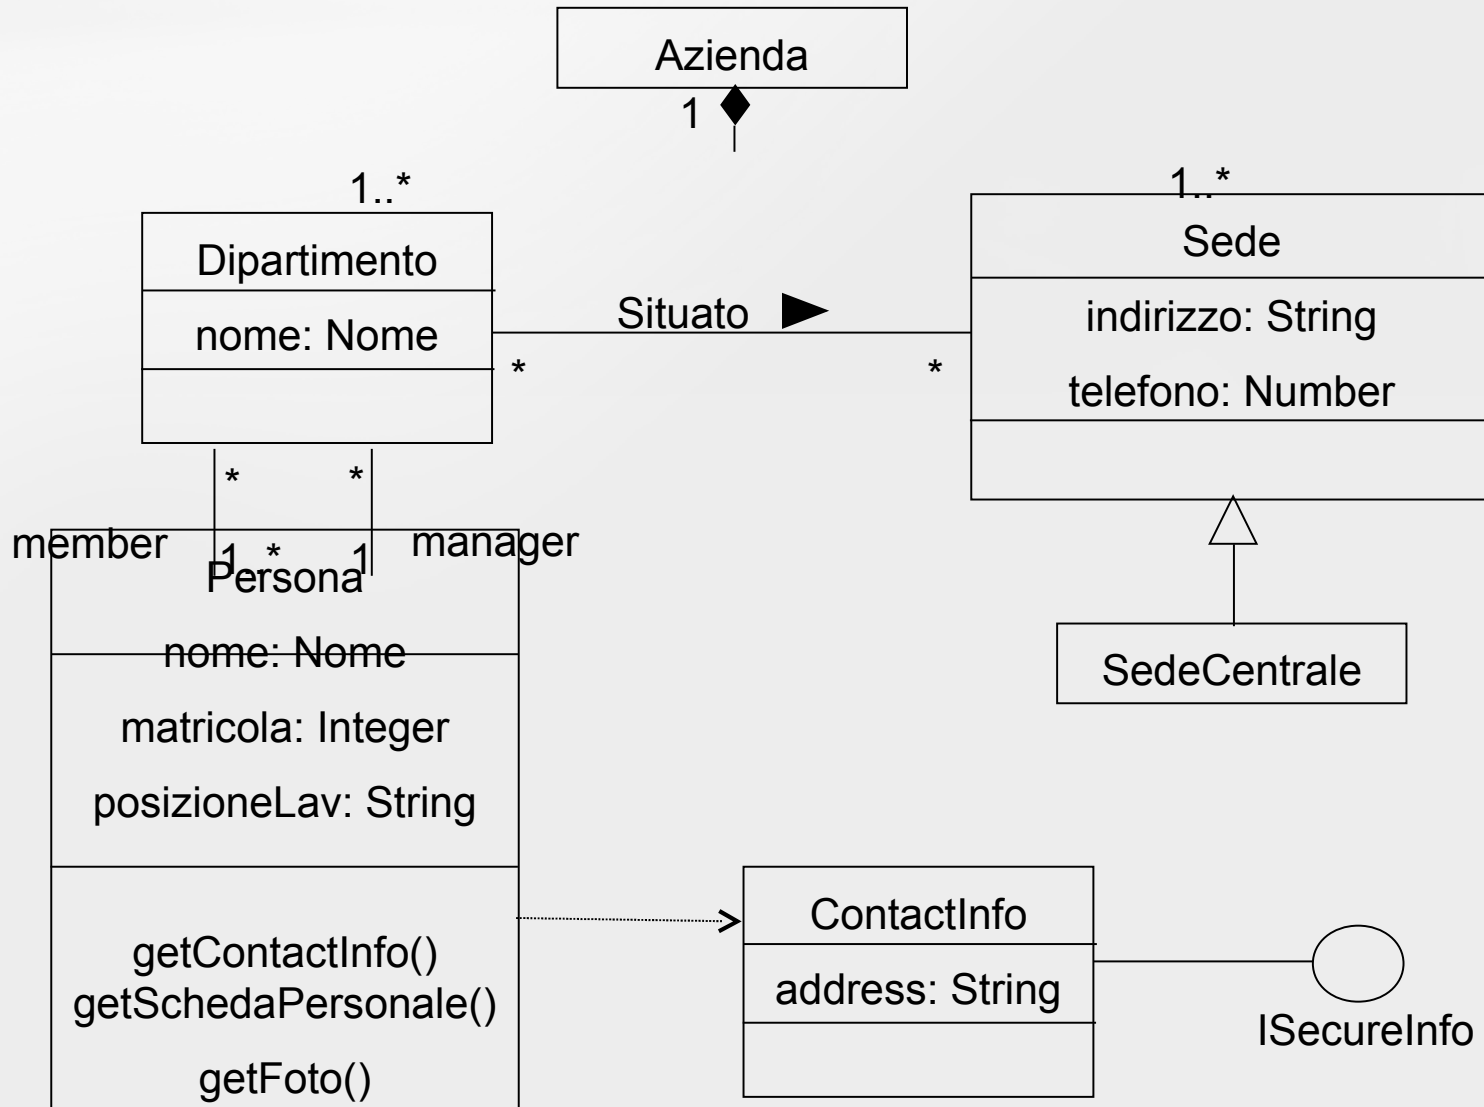 Azienda
1
1..*
1..*
Dipartimento
nome: Nome
Situato
*
*
Sede
indirizzo: String
telefono: Number
*
*
member
1..*
1
manager
Persona
nome: Nome
matricola: Integer
posizioneLav: String
getContactInfo()
getSchedaPersonale()
getFoto()
SedeCentrale
ContactInfo
address: String
ISecureInfo